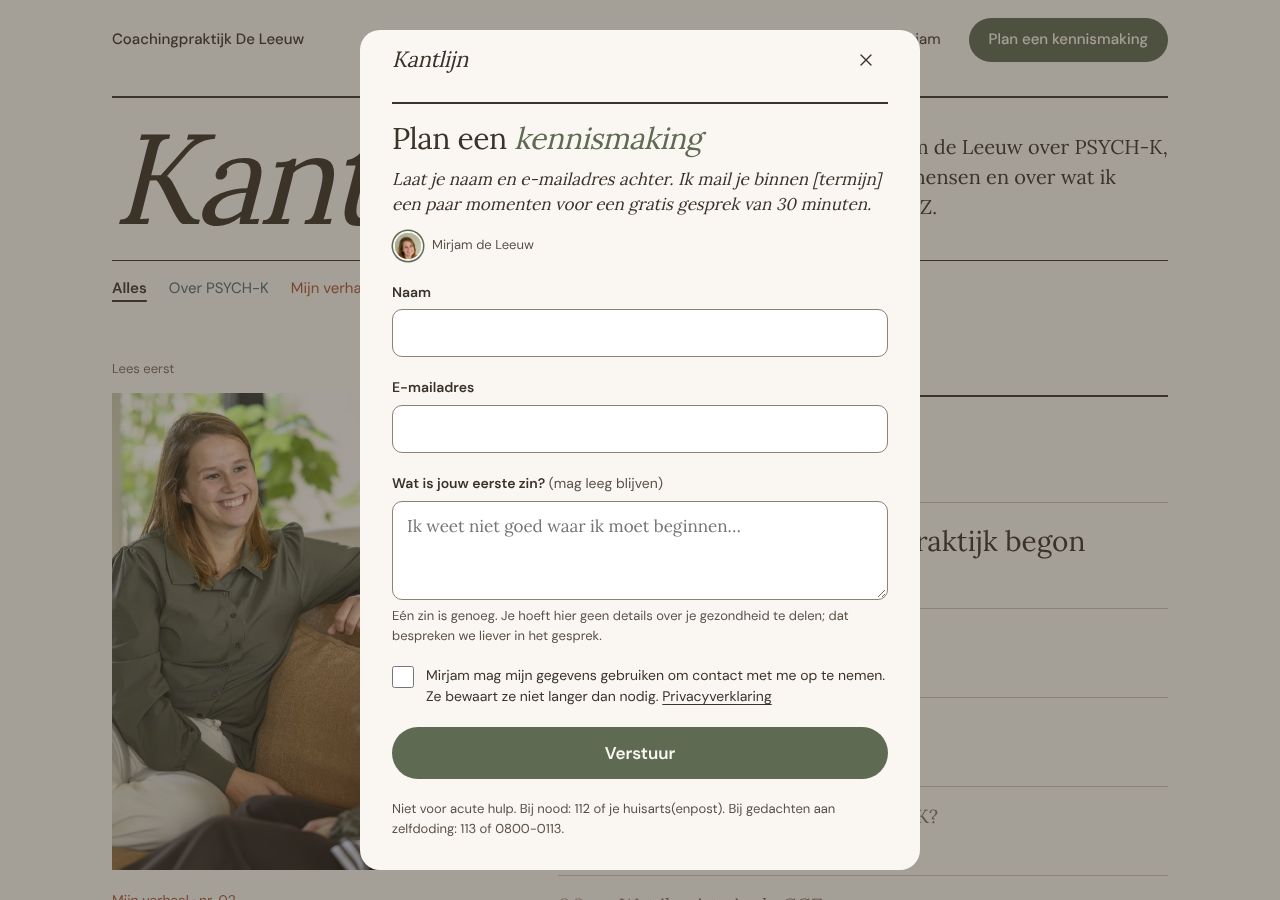 Coachingpraktijk De Leeuw
Plan een kennismaking
Kantlijn
Plan een kennismaking
Laat je naam en e-mailadres achter. Ik mail je binnen [termijn]
een paar momenten voor een gratis gesprek van 30 minuten.
Mirjam de Leeuw
Naam
E-mailadres
Wat is jouw eerste zin? (mag leeg blijven)
Ik weet niet goed waar ik moet beginnen…
Eén zin is genoeg. Je hoeft hier geen details over je gezondheid te delen; dat
bespreken we liever in het gesprek.
Mirjam mag mijn gegevens gebruiken om contact met me op te nemen.
Ze bewaart ze niet langer dan nodig. Privacyverklaring
Verstuur
Niet voor acute hulp. Bij nood: 112 of je huisarts(enpost). Bij gedachten aan
zelfdoding: 113 of 0800-0113.
de Leeuw over PSYCH-K,
en over wat ik
Alles Over PSYCH-K Mijn
Lees eerst
begon